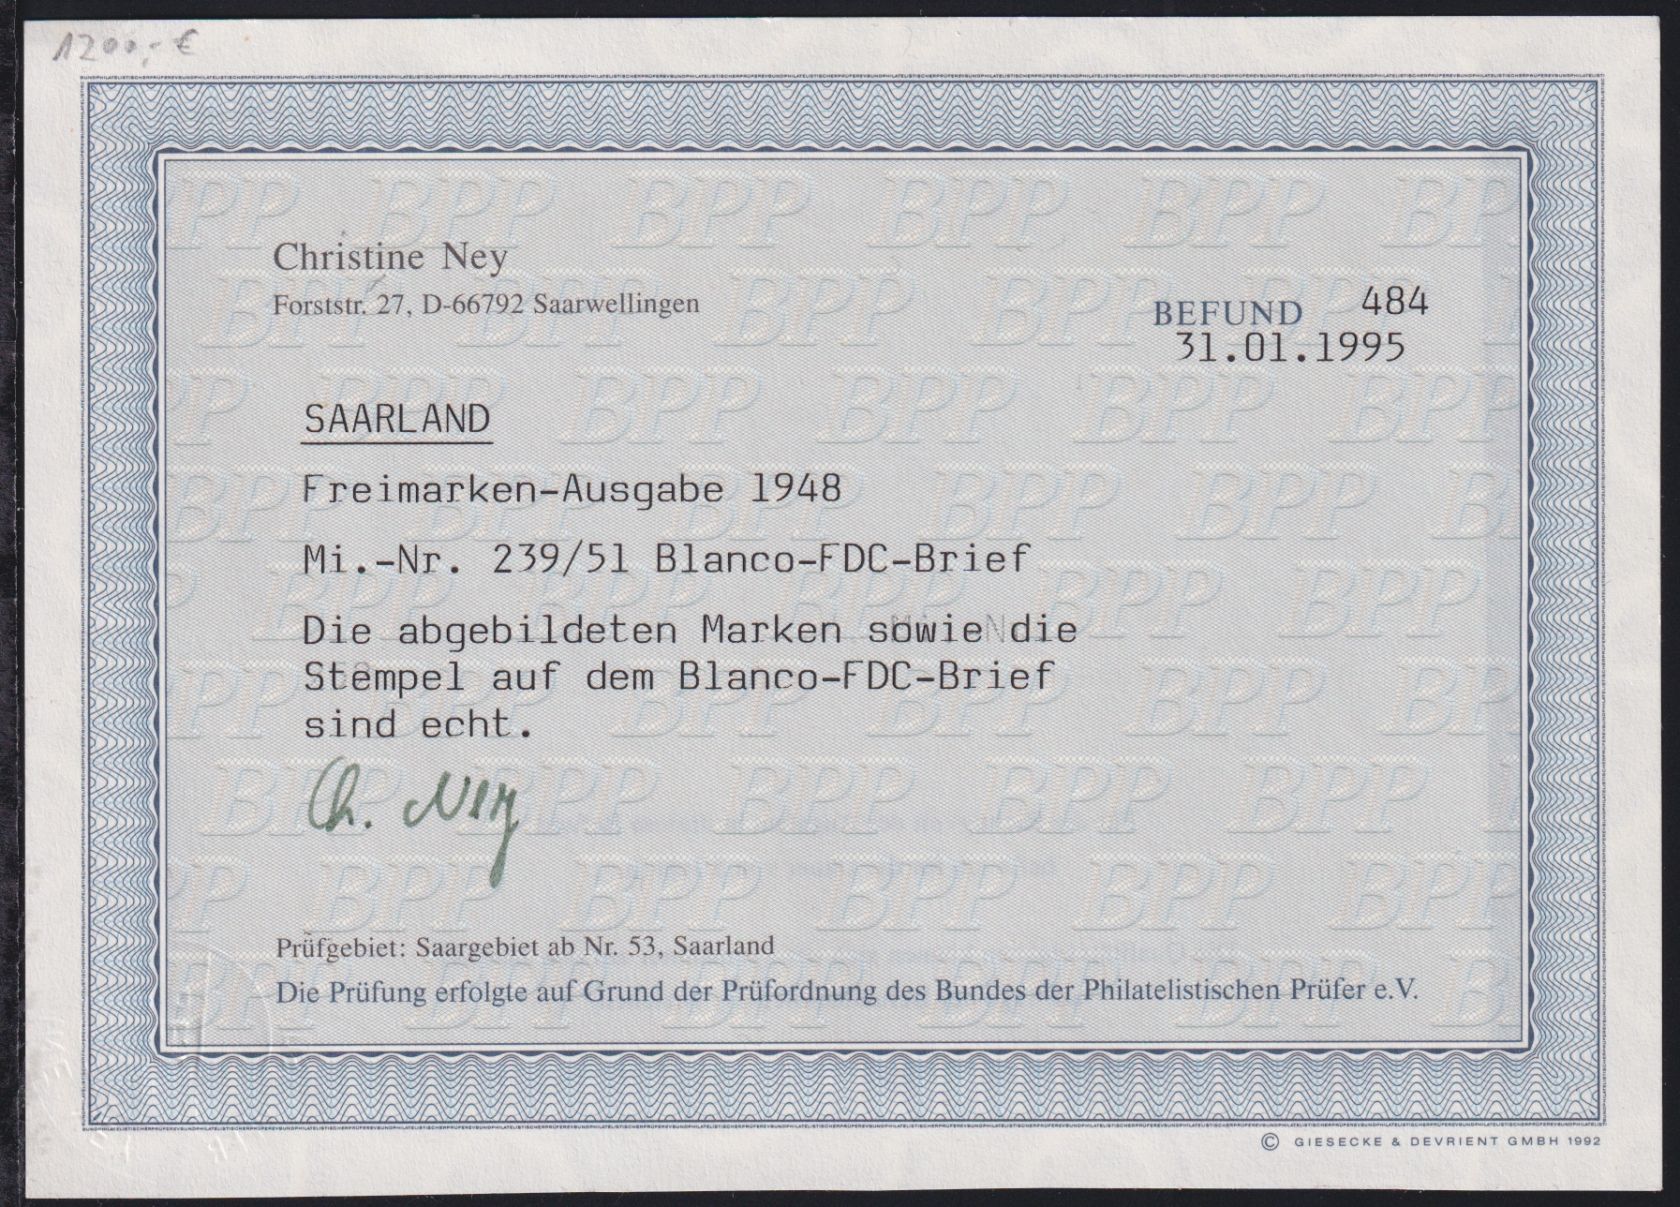 1200,- €
Christine Ney
Forststr. 27, D-66792 Saarwellingen
BEFUND 484
31.01.1995
SAARLAND
Freimarken-Ausgabe 1948
Mi.-Nr. 239/51 Blanco-FDC-Brief
Die abgebildeten Marken sowie die
Stempel auf dem Blanco-FDC-Brief
sind echt.
Ch. Ney
Prüfgebiet: Saargebiet ab Nr. 53, Saarland
Die Prüfung erfolgte auf Grund der Prüfordnung des Bundes der Philatelistischen Prüfer e.V.
© GIESECKE & DEVRIENT GMBH 1992